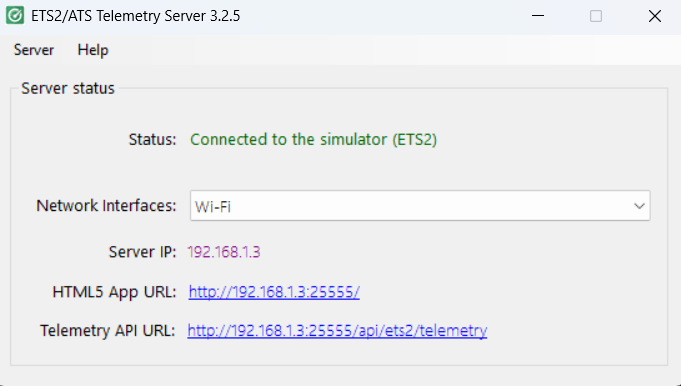 ETS2/ATS Telemetry Server 3.2.5
Server Help
Server status
Status: Connected to the simulator (ETS2)
Network Interfaces: Wi-Fi
Server IP: 192.168.1.3
HTML5 App URL: http://192.168.1.3:25555/
Telemetry API URL: http://192.168.1.3:25555/api/ets2/telemetry